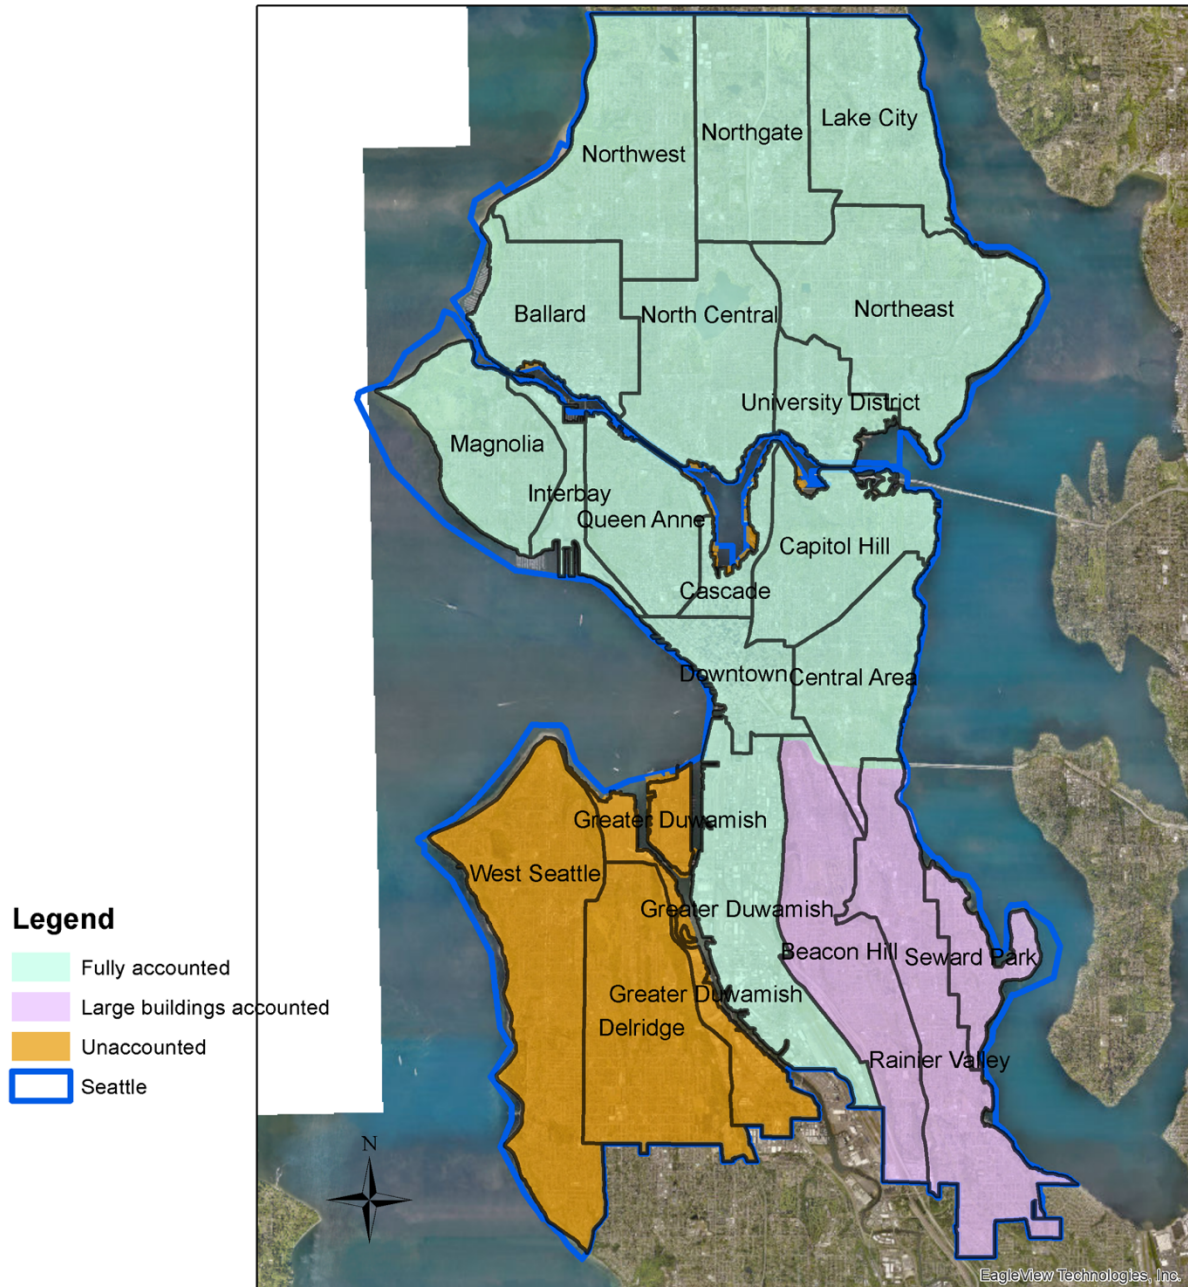 Lake City
Northgate
Northwest
Northeast
Ballard
North Central
University District
Magnolia
Interbay
Queen Anne
Capitol Hill
Cascade
Downtown
Central Area
Greater Duwamish
West Seattle
Greater Duwamish
Beacon Hill
Seward Park
Greater Duwamish
Delridge
Rainier Valley
Legend
Fully accounted
Large buildings accounted
Unaccounted
Seattle
N
EagleView Technologies, Inc.